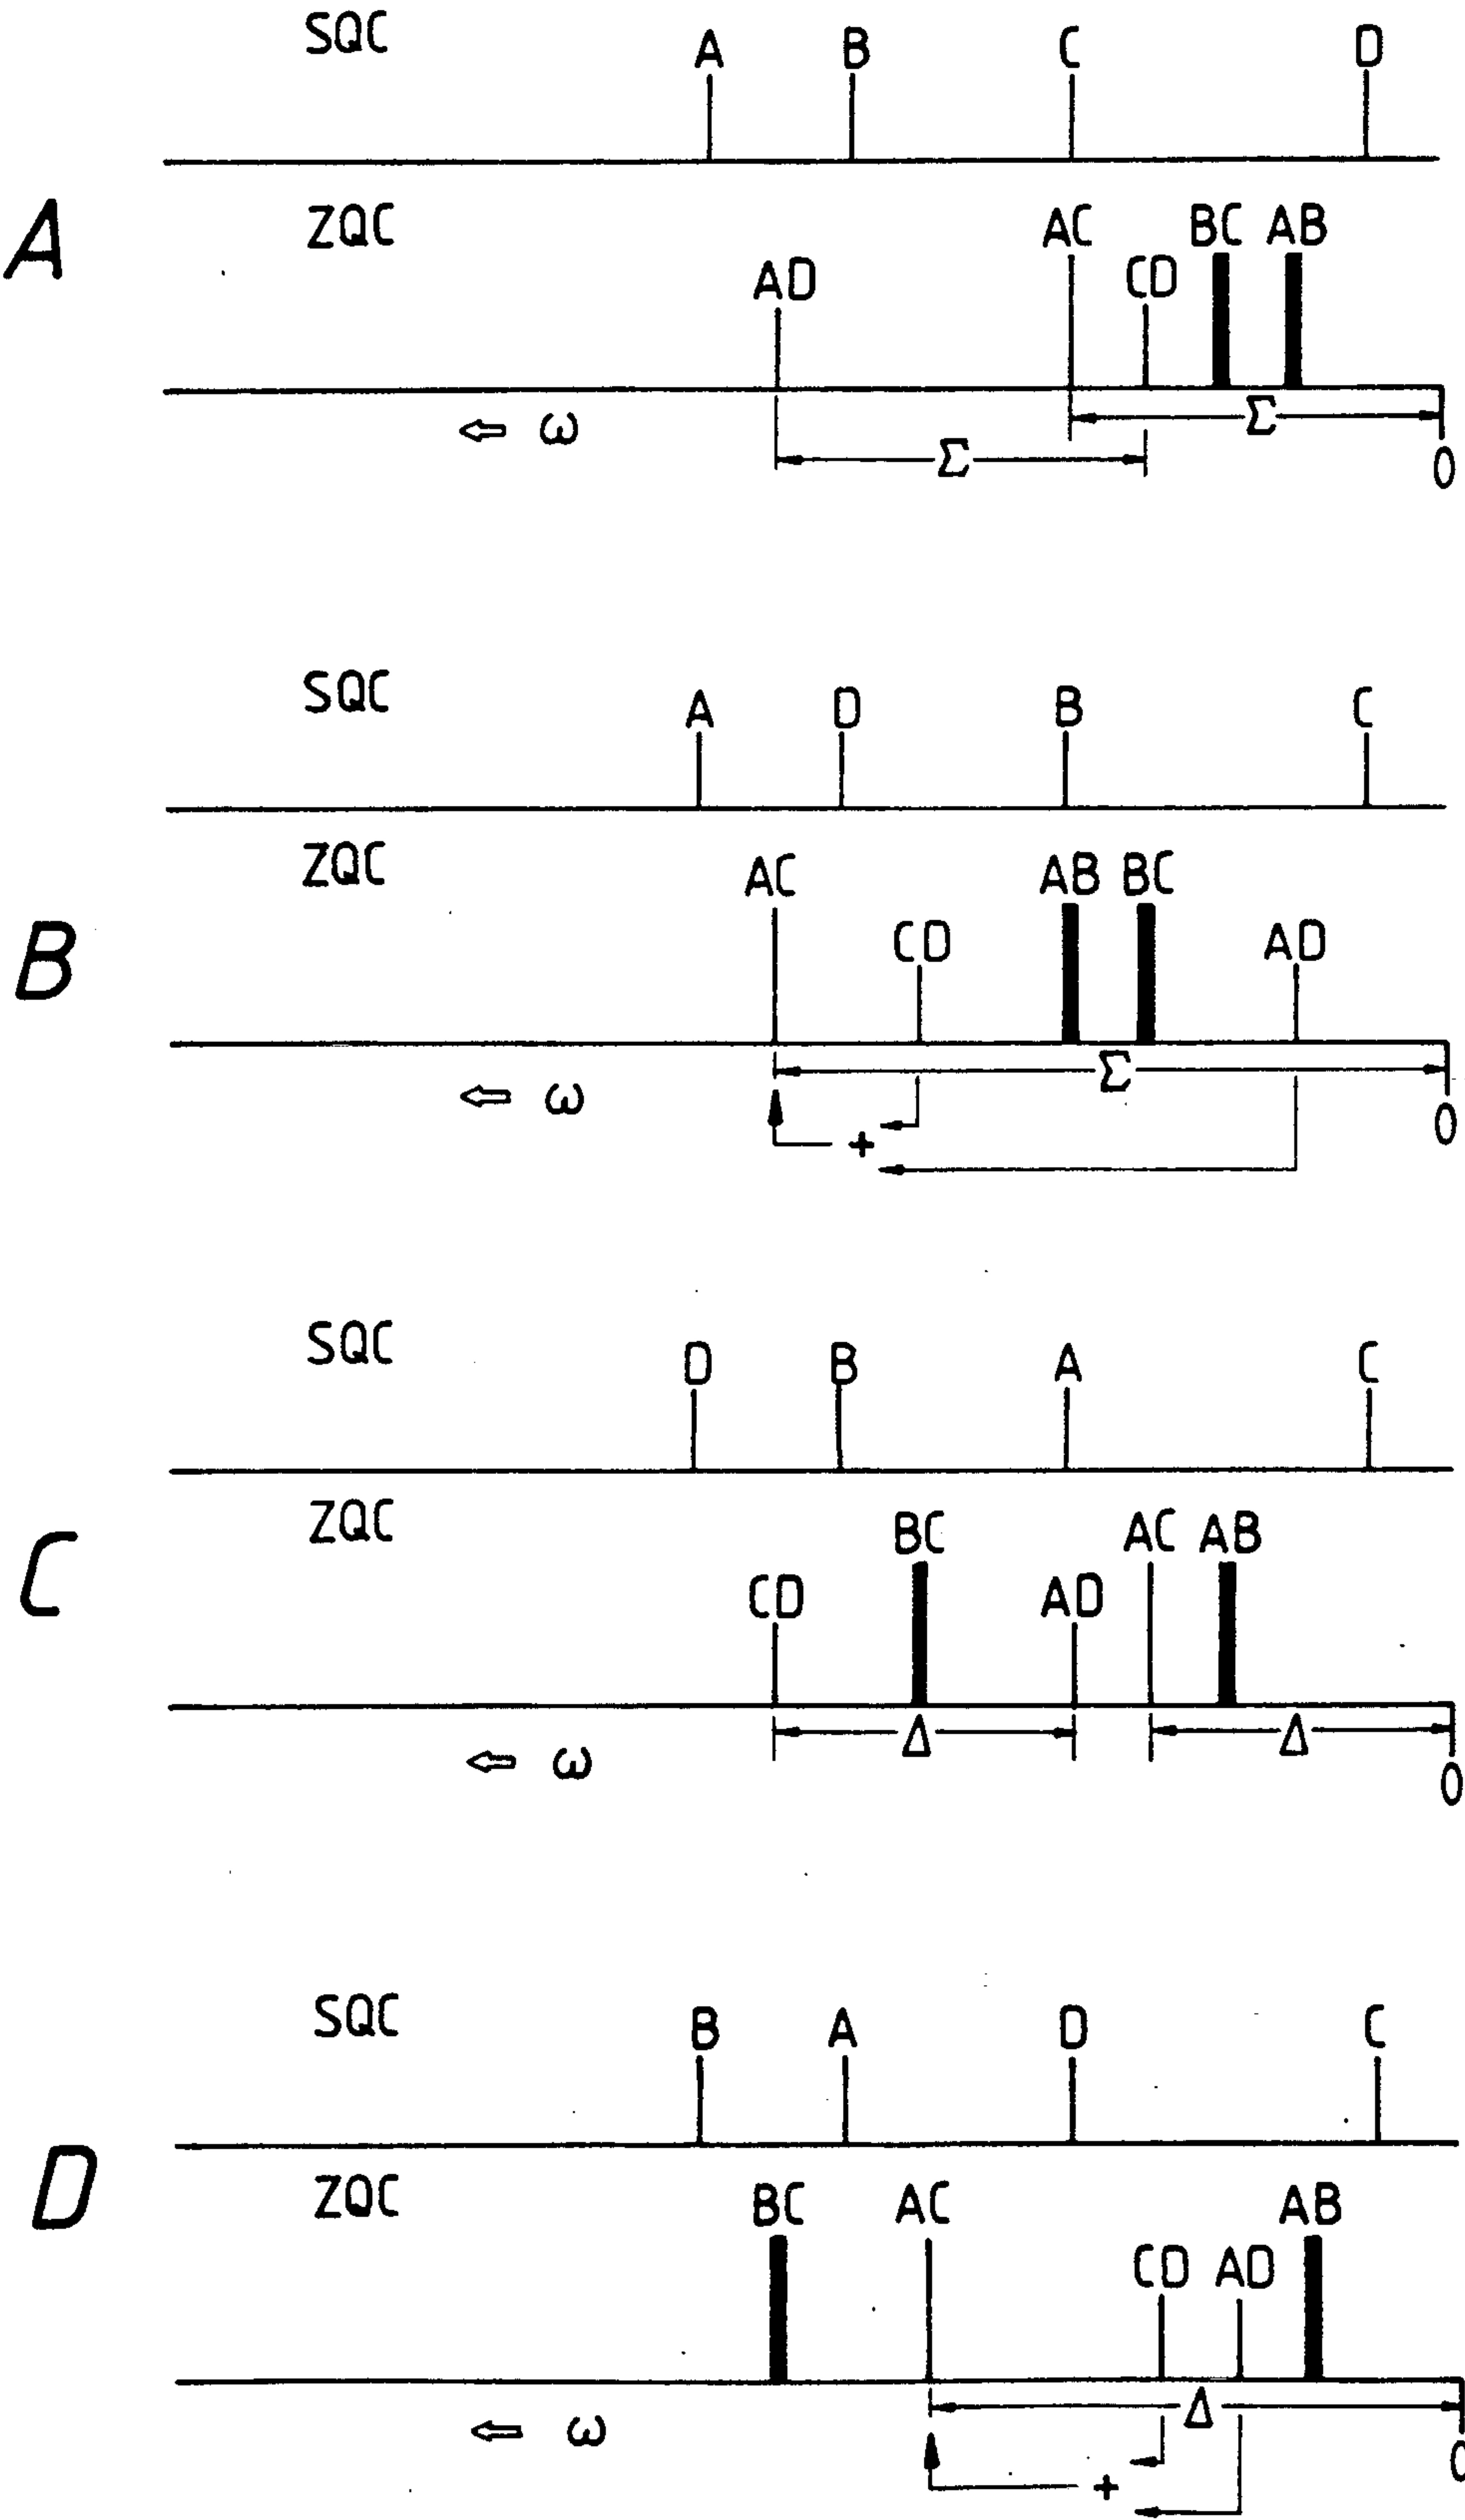 SQC
A B C D
A
ZQC
AD AC CD BC AB
⇐ ω Σ Σ 0
SQC
A D B C
B
ZQC
AC CD AB BC AD
⇐ ω Σ 0
+
SQC
D B A C
C
ZQC
CD BC AD AC AB
⇐ ω Δ Δ 0
SQC
B A D C
D
ZQC
BC AC CD AD AB
⇐ ω Δ 0
+